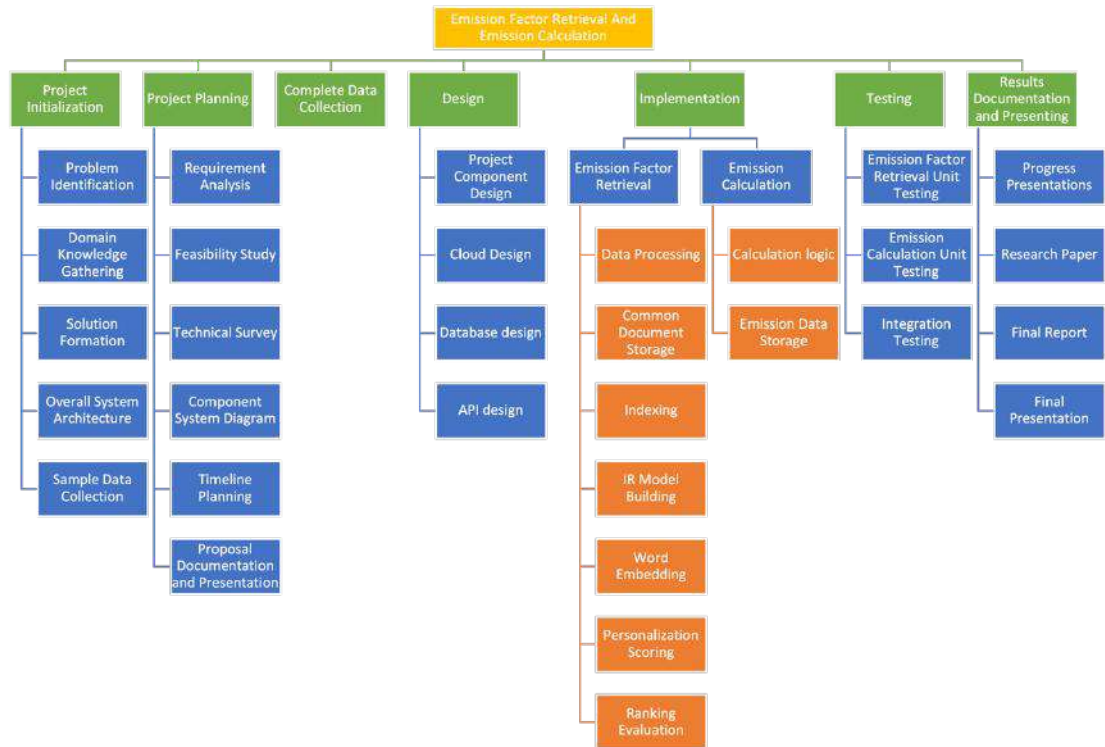 Emission Factor Retrieval And
Emission Calculation
Project
Initialization
Project Planning
Complete Data
Collection
Design
Implementation
Testing
Results
Documentation
and Presenting
Problem
Identification
Domain
Knowledge
Gathering
Solution
Formation
Overall System
Architecture
Sample Data
Collection
Requirement
Analysis
Feasibility Study
Technical Survey
Component
System Diagram
Timeline
Planning
Proposal
Documentation
and Presentation
Project
Component
Design
Cloud Design
Database design
API design
Emission Factor
Retrieval
Data Processing
Common
Document
Storage
Indexing
IR Model
Building
Word
Embedding
Personalization
Scoring
Ranking
Evaluation
Emission
Calculation
Calculation logic
Emission Data
Storage
Emission Factor
Retrieval Unit
Testing
Emission
Calculation Unit
Testing
Integration
Testing
Progress
Presentations
Research Paper
Final Report
Final
Presentation